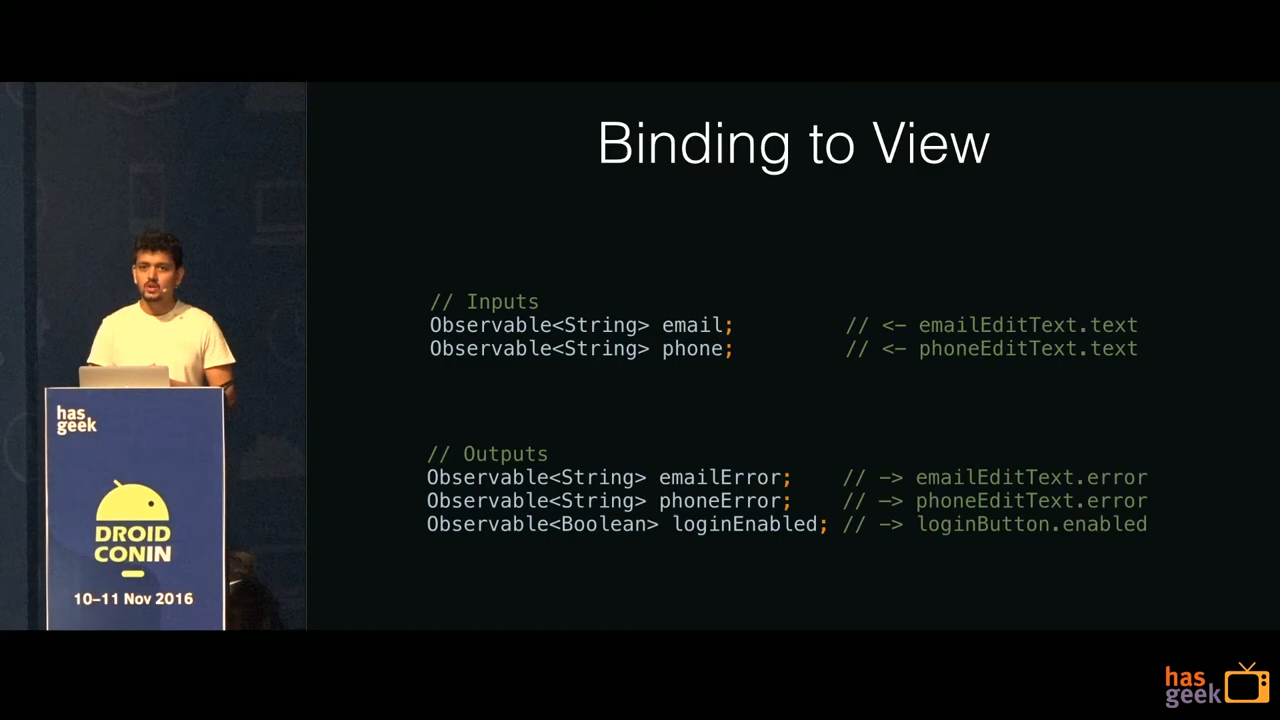 Binding to View
// Inputs
Observable<String> email; // <- emailEditText.text
Observable<String> phone; // <- phoneEditText.text
// Outputs
Observable<String> emailError; // -> emailEditText.error
Observable<String> phoneError; // -> phoneEditText.error
Observable<Boolean> loginEnabled; // -> loginButton.enabled
has
geek
DROID
CONIN
10–11 Nov 2016
has
geek